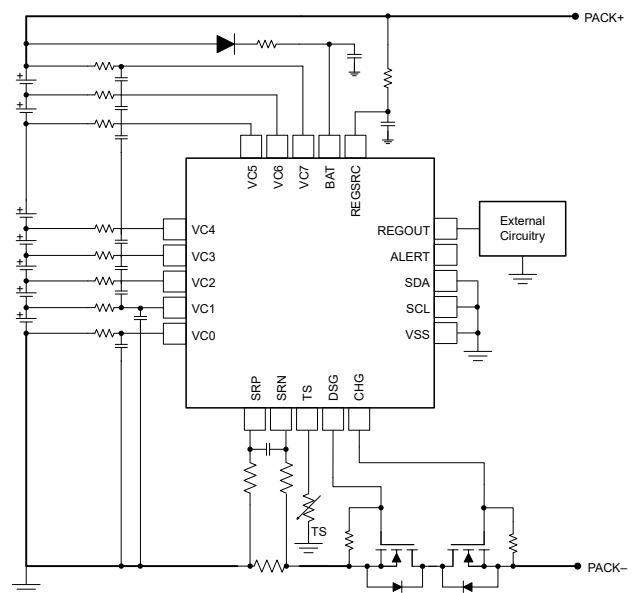 PACK+
VC5
VC6
VC7
BAT
REGSRC
VC4
VC3
VC2
VC1
VC0
REGOUT
ALERT
SDA
SCL
VSS
External
Circuitry
SRP
SRN
TS
DSG
CHG
TS
PACK–
+
+
+
+
+
+
+